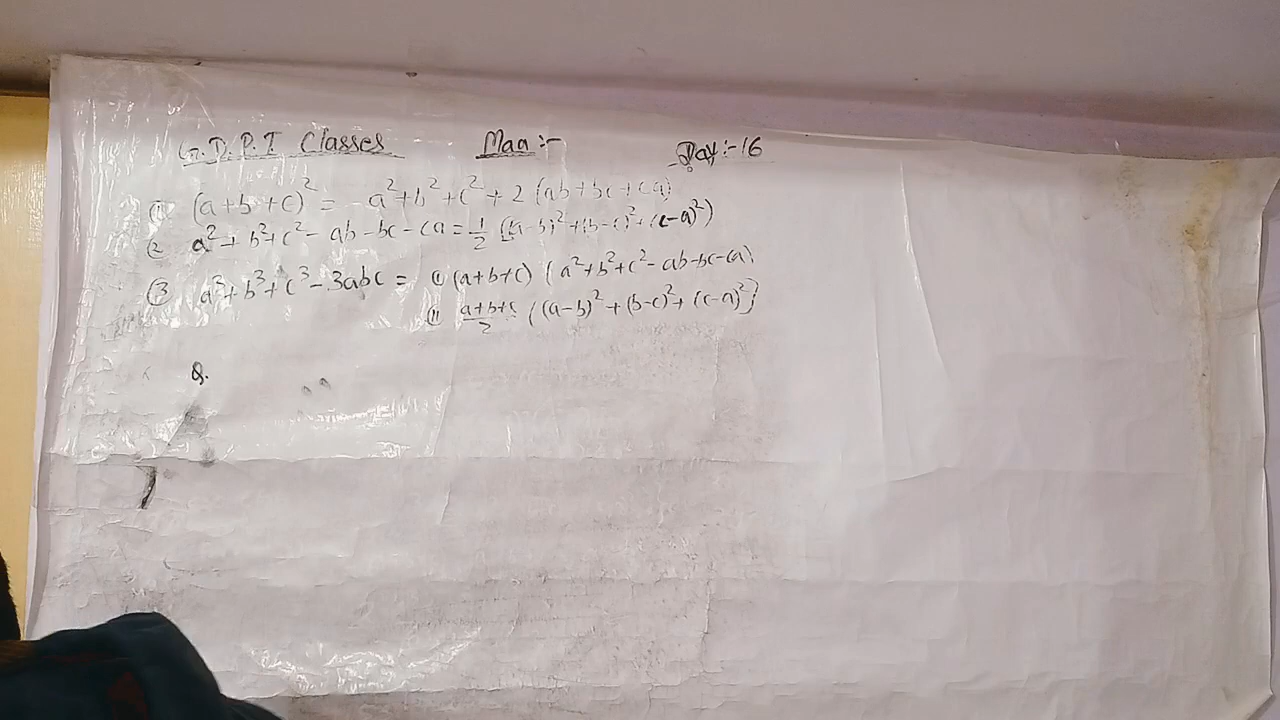 G.D.P.I Classes Maa :- Day :- 16
① (a+b+c)² = a²+b²+c²+2(ab+bc+ca)
② a²+b²+c²-ab-bc-ca = 1/2 ((a-b)²+(b-c)²+(c-a)²)
③ a³+b³+c³-3abc = (i) (a+b+c) (a²+b²+c²-ab-bc-ca)
(ii) a+b+c/2 ((a-b)²+(b-c)²+(c-a)²)
Q.